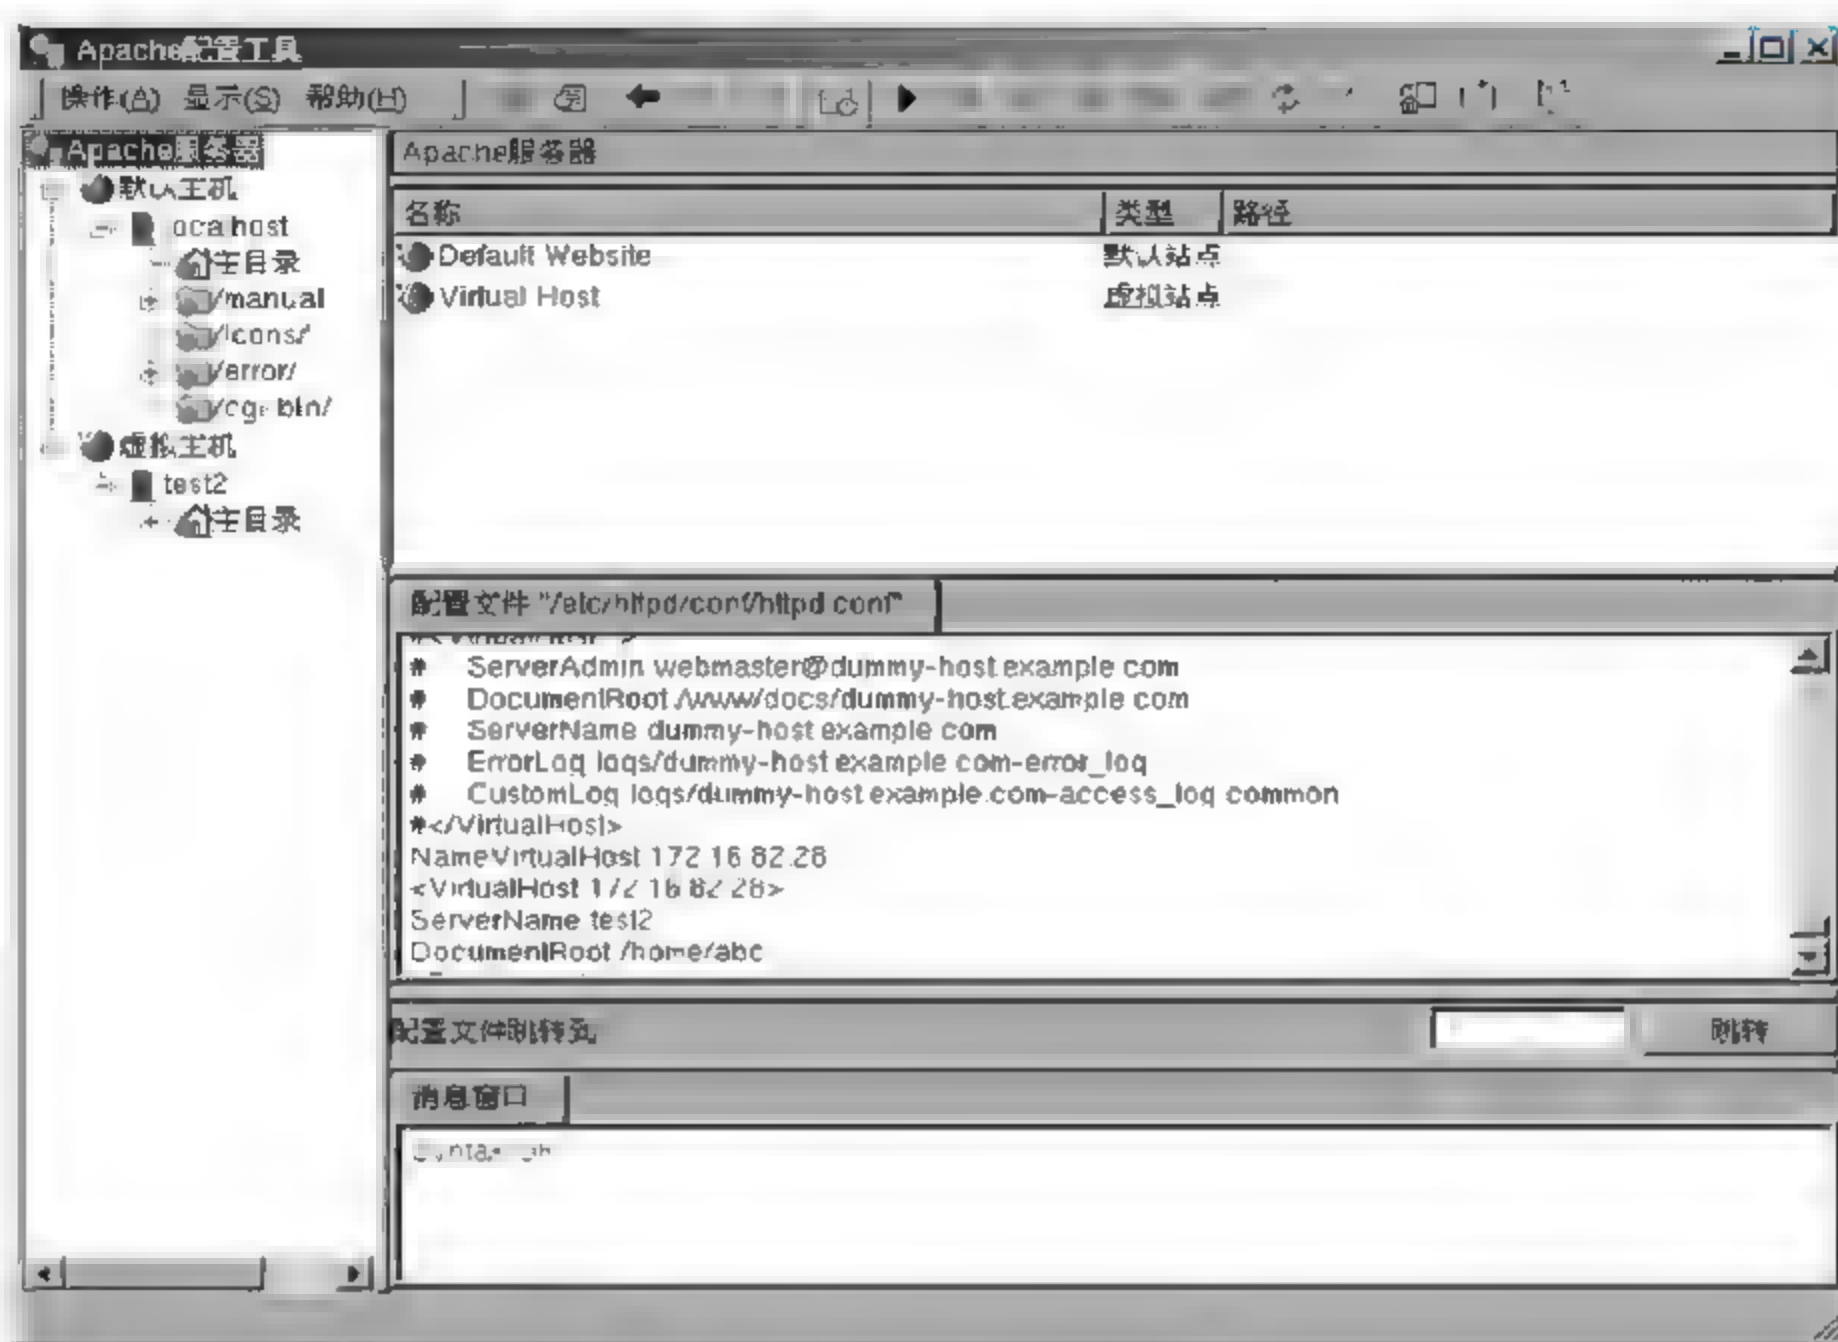 Apache配置工具
操作(A) 显示(S) 帮助(H)
Apache服务器
默认主机
localhost
主目录
/manual
/icons/
/error/
/cgi-bin/
虚拟主机
test2
主目录
Apache服务器
名称 类型 路径
Default Website 默认站点
Virtual Host 虚拟站点
配置文件 "/etc/httpd/conf/httpd.conf"
#<VirtualHost *>
# ServerAdmin webmaster@dummy-host.example.com
# DocumentRoot /www/docs/dummy-host.example.com
# ServerName dummy-host.example.com
# ErrorLog logs/dummy-host.example.com-error_log
# CustomLog logs/dummy-host.example.com-access_log common
#</VirtualHost>
NameVirtualHost 172.16.82.28
<VirtualHost 172.16.82.28>
ServerName test2
DocumentRoot /home/abc
配置文件跳转到
跳转
消息窗口
Syntax OK